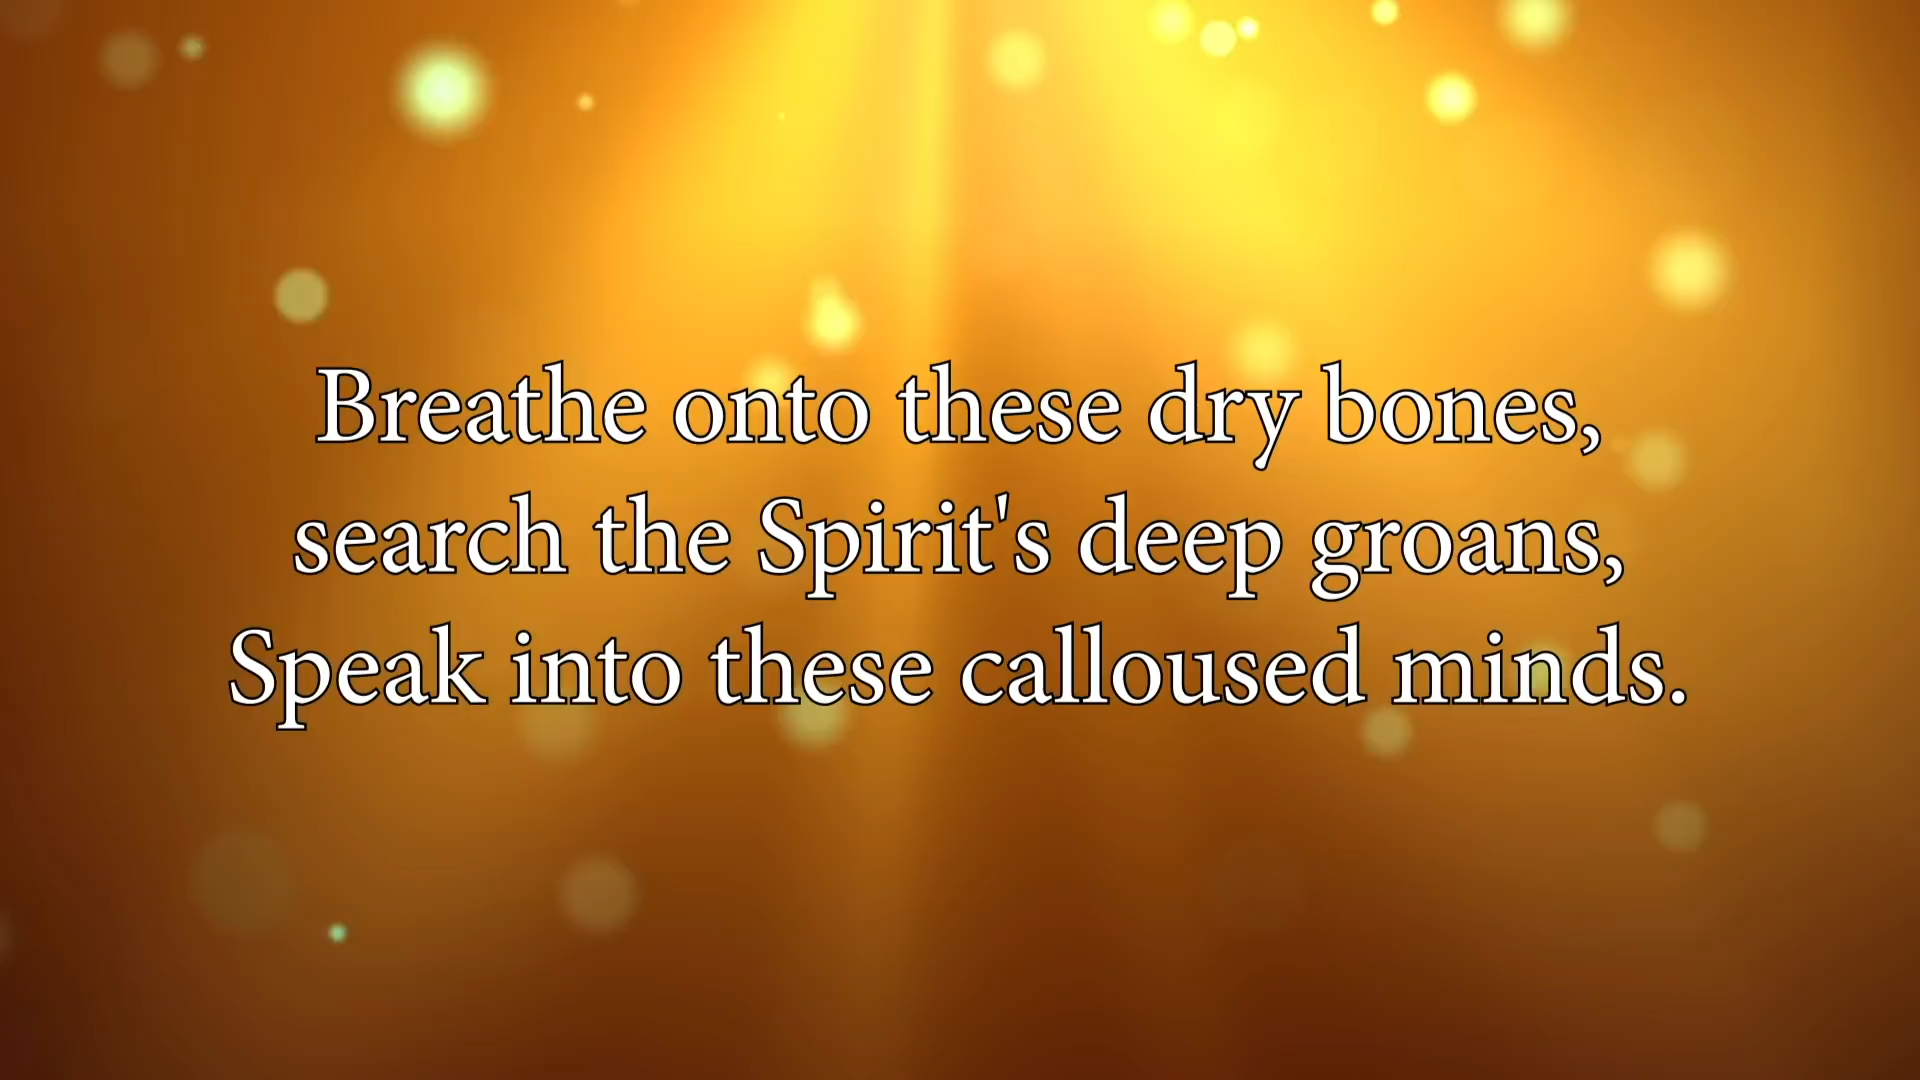 Breathe onto these dry bones,
search the Spirit's deep groans,
Speak into these calloused minds.